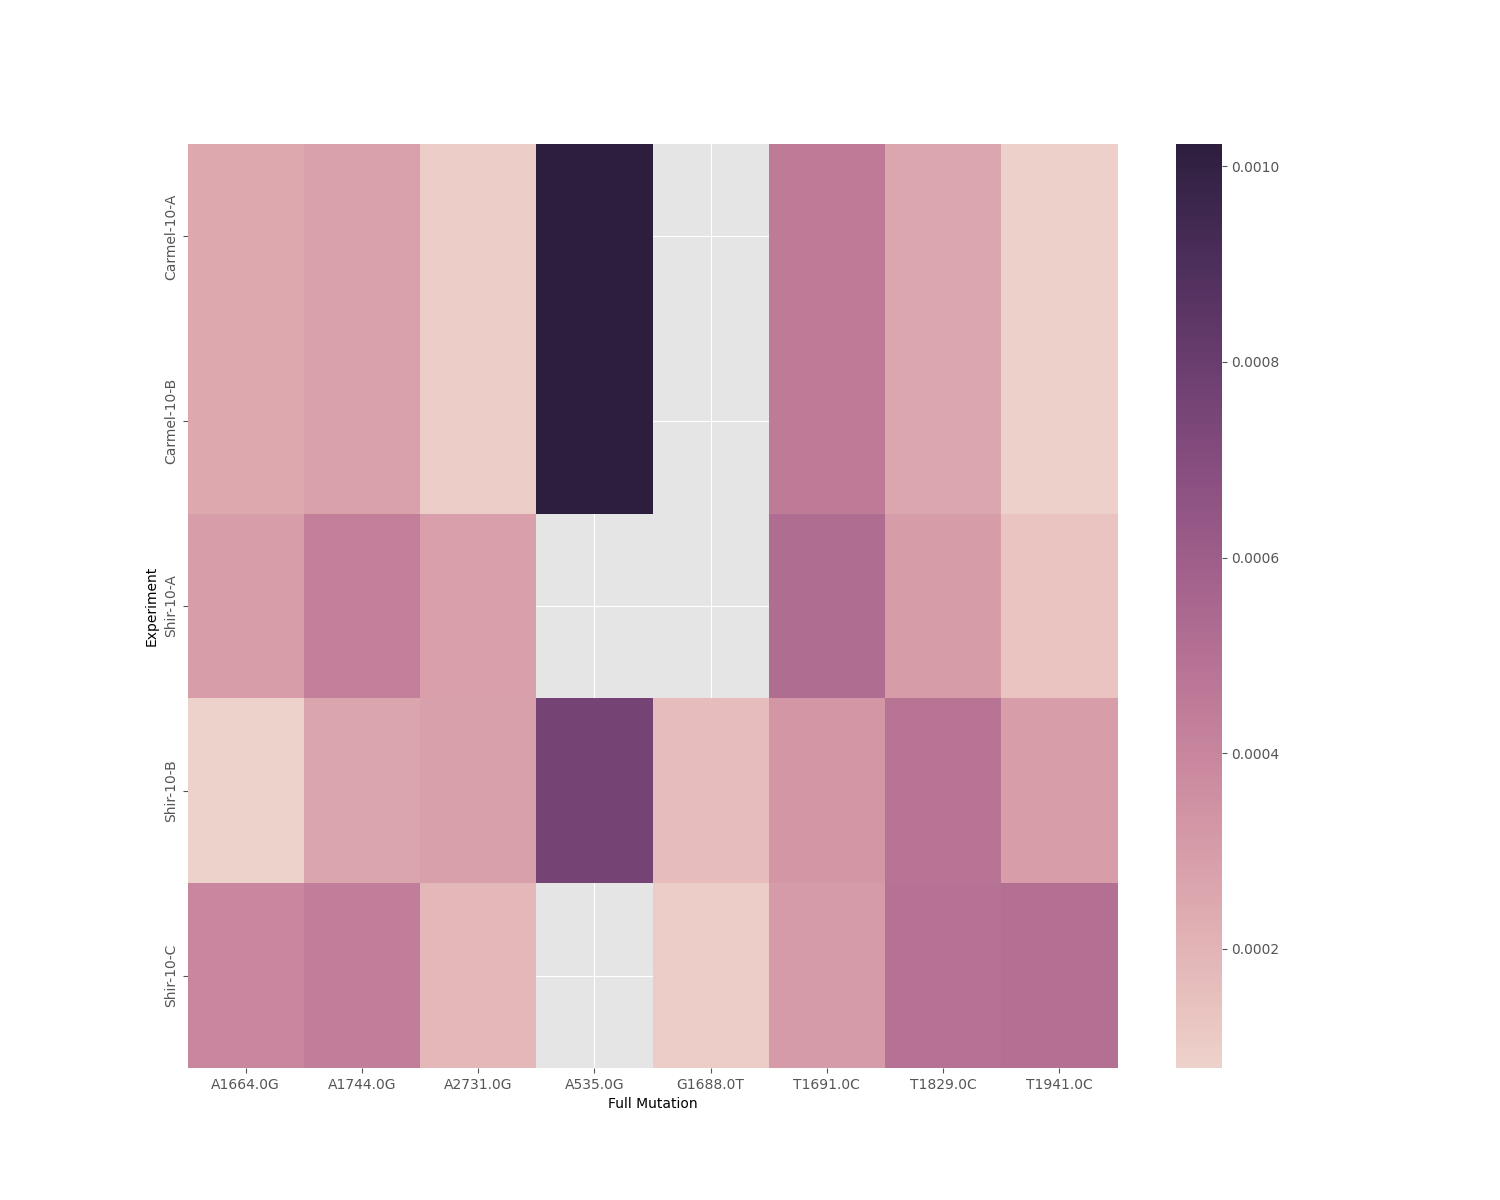 Experiment
Carmel-10-A
Carmel-10-B
Shir-10-A
Shir-10-B
Shir-10-C
A1664.0G A1744.0G A2731.0G A535.0G G1688.0T T1691.0C T1829.0C T1941.0C
Full Mutation
0.0010
0.0008
0.0006
0.0004
0.0002